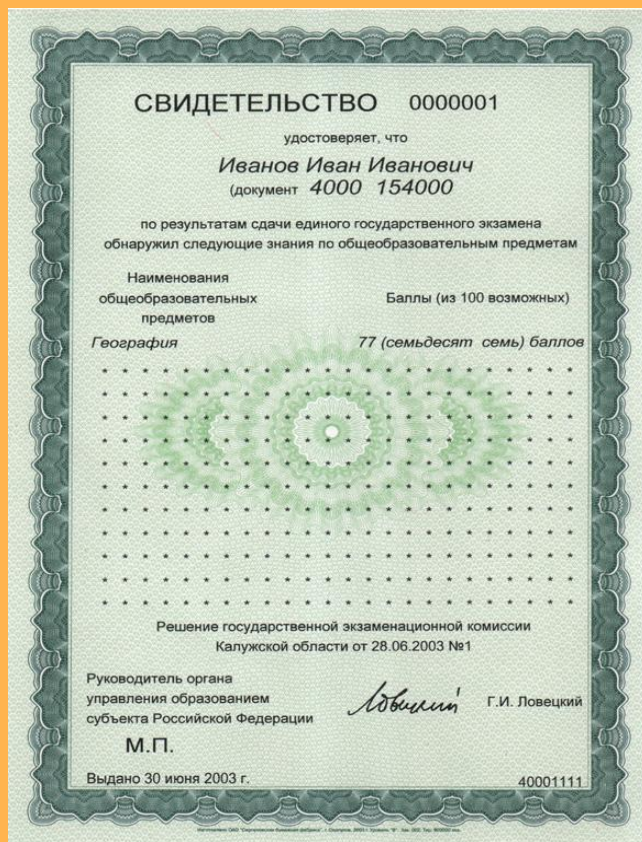 СВИДЕТЕЛЬСТВО 0000001
удостоверяет, что
Иванов Иван Иванович
(документ 4000 154000
по результатам сдачи единого государственного экзамена
обнаружил следующие знания по общеобразовательным предметам
Наименования
общеобразовательных
предметов
Баллы (из 100 возможных)
География 77 (семьдесят семь) баллов
Решение государственной экзаменационной комиссии
Калужской области от 28.06.2003 №1
Руководитель органа
управления образованием
субъекта Российской Федерации
Г.И. Ловецкий
М.П.
Выдано 30 июня 2003 г. 40001111